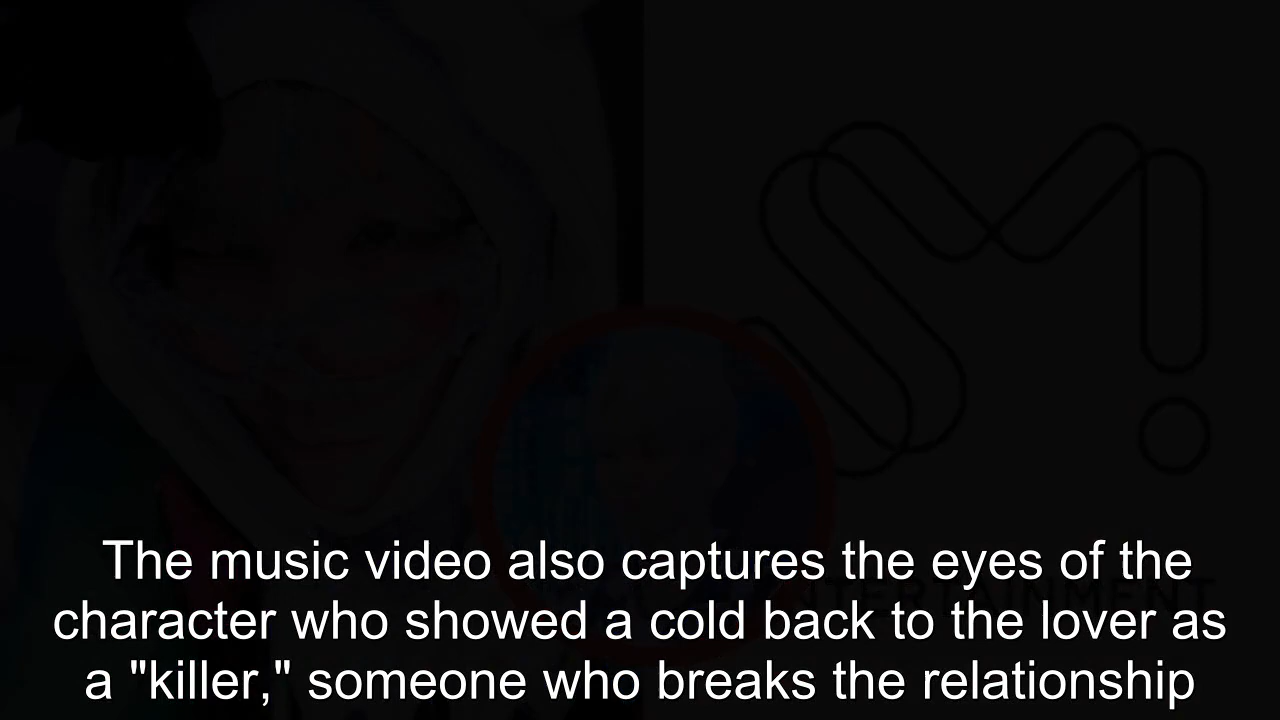 The music video also captures the eyes of the
character who showed a cold back to the lover as
a "killer," someone who breaks the relationship
ENTERTAINMENT